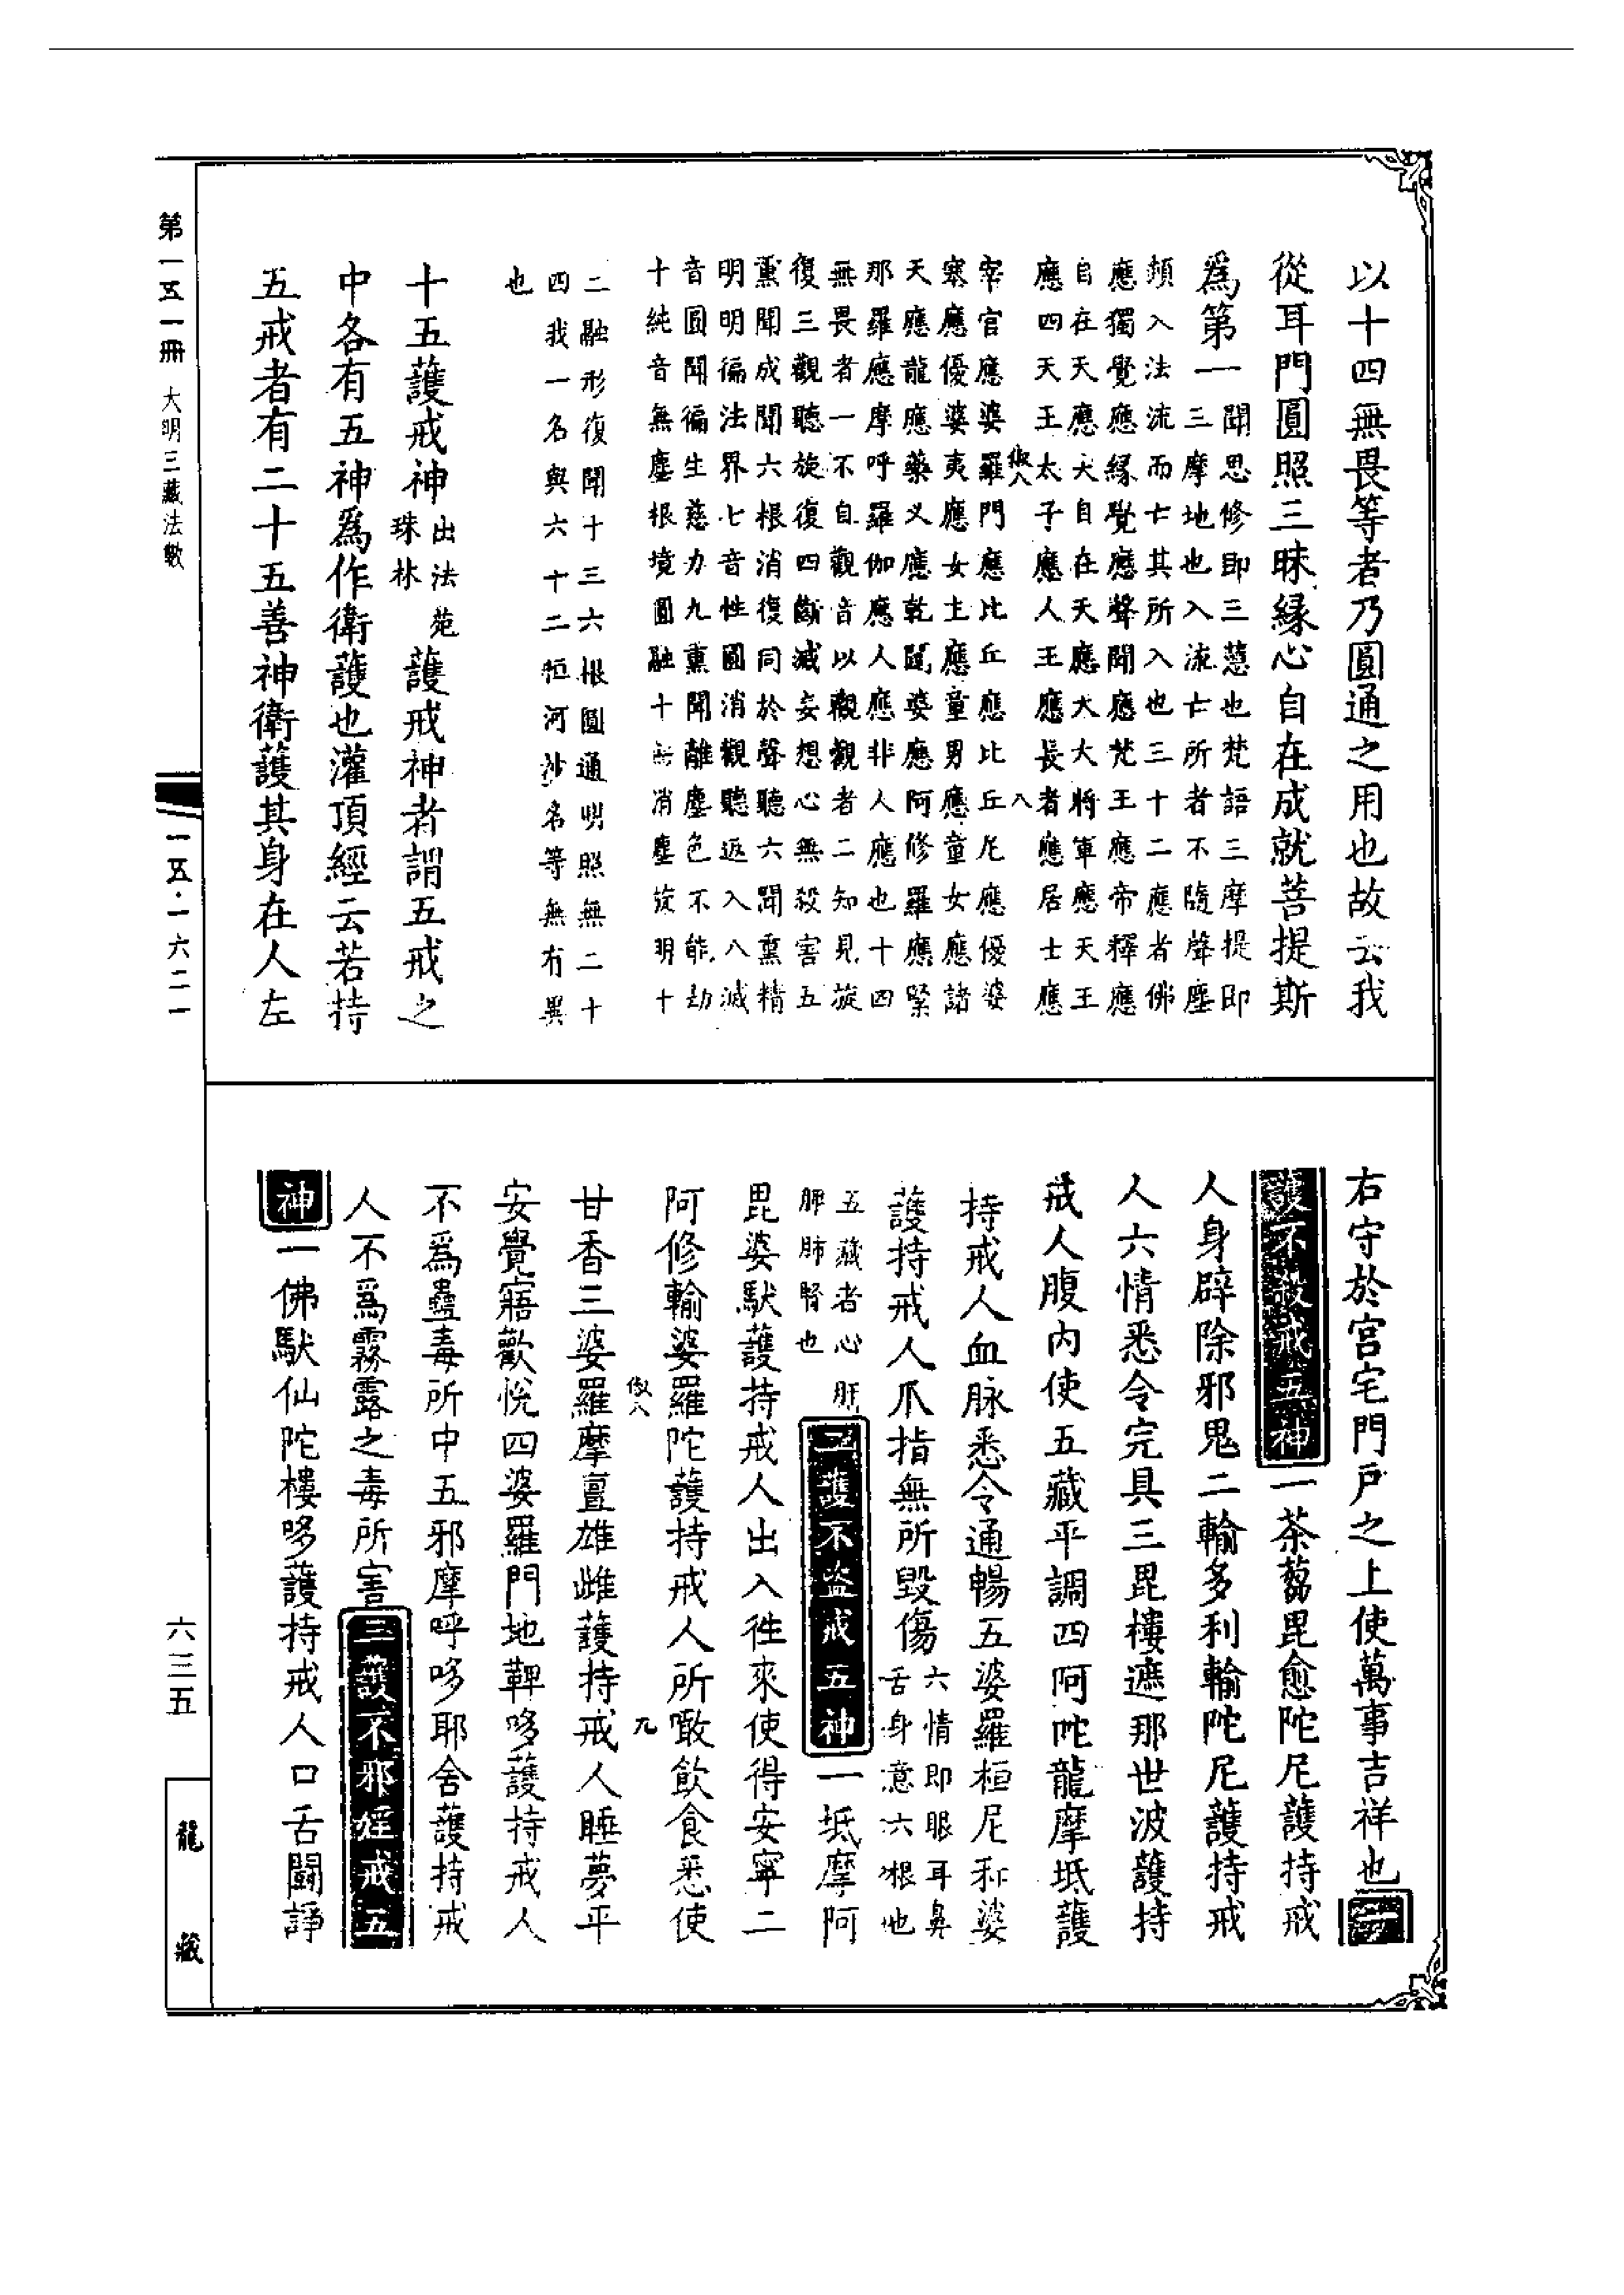 以十四無畏等者乃圓通之用也故云我
從耳門圓照三昧緣心自在成就菩提斯
為第一
聞思修即三慧也梵語三摩提即
三摩地也入流亡所者不隨聲塵
頻入法流而亡其所入也三十二應者佛
應獨覺應緣覺應聲聞應梵王應帝釋應
自在天應大自在天應大大將軍應天王
應四天王太子應人王應長者應居士應
宰官應婆羅門應比丘應比丘尼應優婆
塞應優婆夷應女主應童男應童女應諸
天應龍應藥叉應乾闥婆應阿修羅應緊
那羅應摩呼羅伽應人應非人應也十四
無畏者一不自觀音以觀觀者二知見旋
復三觀聽旋復四斷滅妄想心無殺害五
熏聞成聞六根消復同於聲聽六聞熏精
明明徧法界七音性圓消觀聽返入八滅
音圓聞徧生慈力九熏聞離塵色不能劫
十純音無塵根境圓融十 消塵旋明十
二融形復聞十三六根圓通明照無二十
四我一名與六十二恒河沙名等無有異
也
十五護戒神
出法苑
珠林
護戒神者謂五戒之
中各有五神為作衛護也灌頂經云若持
五戒者有二十五善神衛護其身在人左
右守於宮宅門戶之上使萬事吉祥也一
護不殺戒五神一茶蒭毘愈陀尼護持戒
人身辟除邪鬼二輸多利輸陀尼護持戒
人六情悉令完具三毘樓遮那世波護持
戒人腹內使五藏平調四阿陀龍摩坻護
持戒人血脉悉令通暢五婆羅桓尼和婆
護持戒人爪指無所毀傷
六情即眼耳鼻
舌身意六根也
五藏者心肝
脾肺腎也
二護不盜戒五神一坻摩阿
毘婆馱護持戒人出入往來使得安寧二
阿修輸婆羅陀護持戒人所噉飲食悉使
甘香三婆羅摩亶雄雌護持戒人睡夢平
安覺寤歡悅四婆羅門地鞞哆護持戒人
不為蠱毒所中五邪摩呼哆耶舍護持戒
人不為霧露之毒所害三護不邪婬戒五
神一佛馱仙陀樓哆護持戒人口舌鬪諍
第一五一冊 大明三藏法數
一五·一六二一
六三五
龍藏
俶八
八
俶八
九